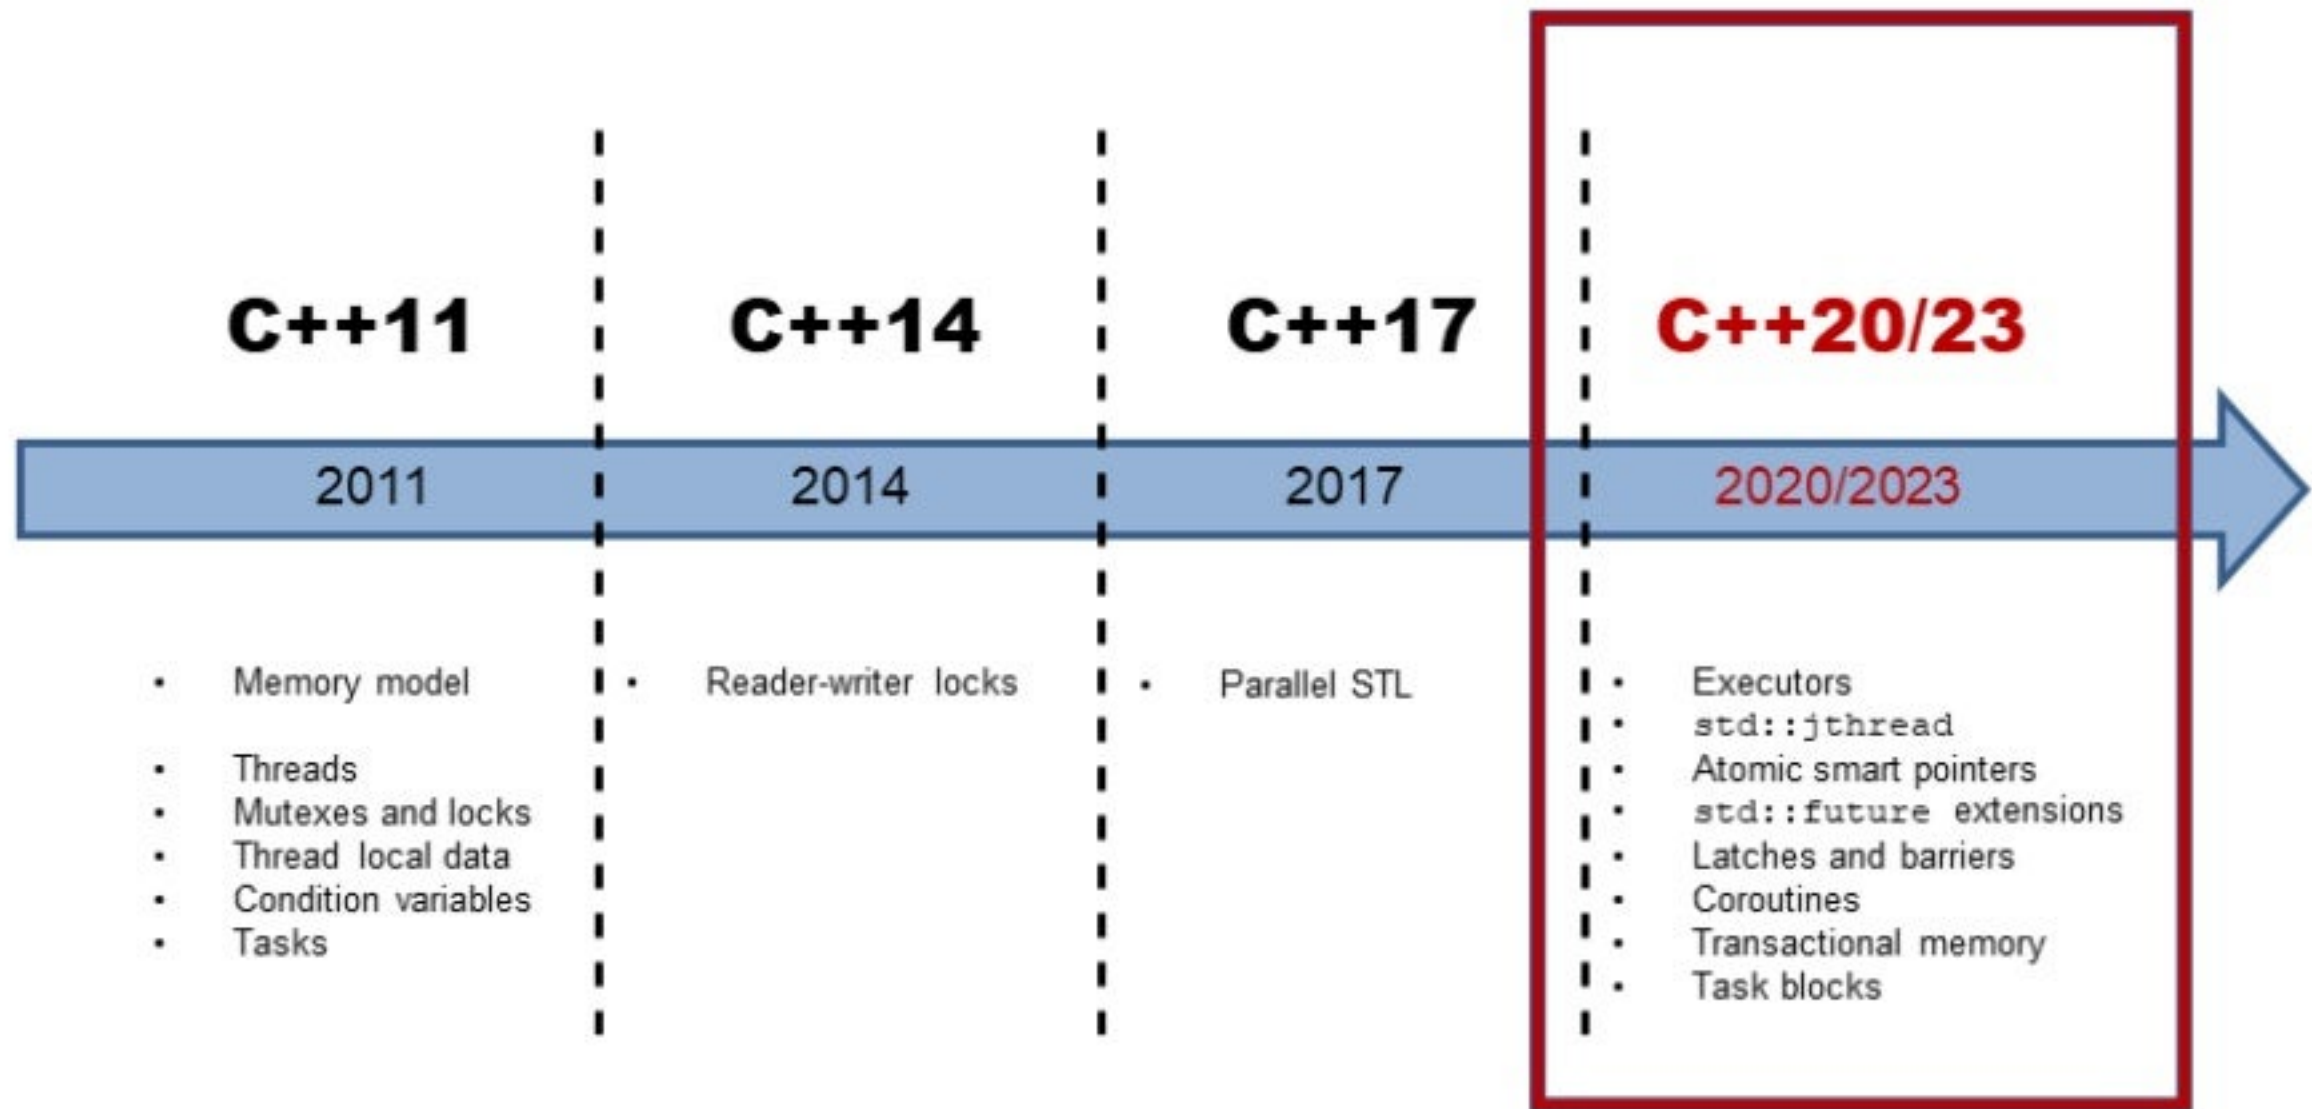 C++11
C++14
C++17
C++20/23
2011
2014
2017
2020/2023
• Memory model
• Threads
• Mutexes and locks
• Thread local data
• Condition variables
• Tasks
• Reader-writer locks
• Parallel STL
• Executors
• std::jthread
• Atomic smart pointers
• std::future extensions
• Latches and barriers
• Coroutines
• Transactional memory
• Task blocks